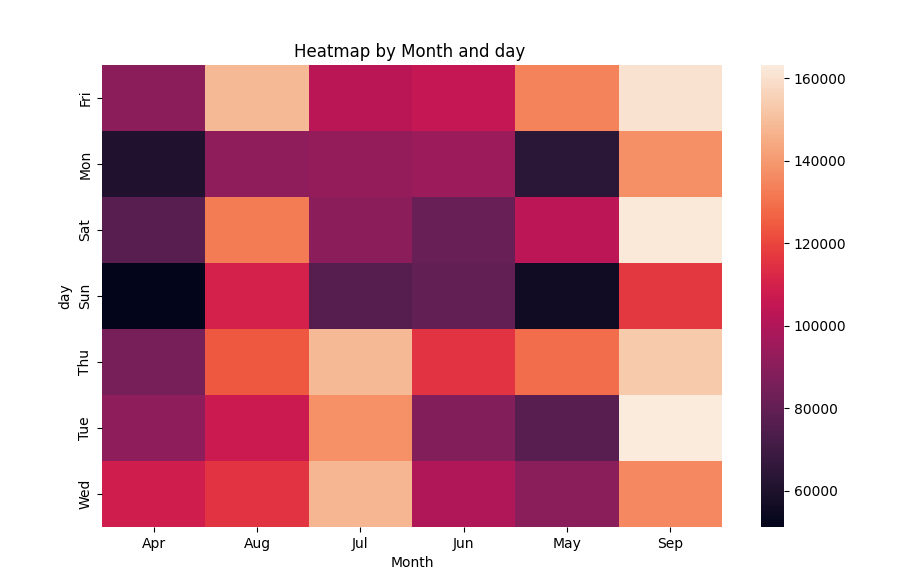 Heatmap by Month and day
day
Fri
Mon
Sat
Sun
Thu
Tue
Wed
Apr Aug Jul Jun May Sep
Month
160000
140000
120000
100000
80000
60000